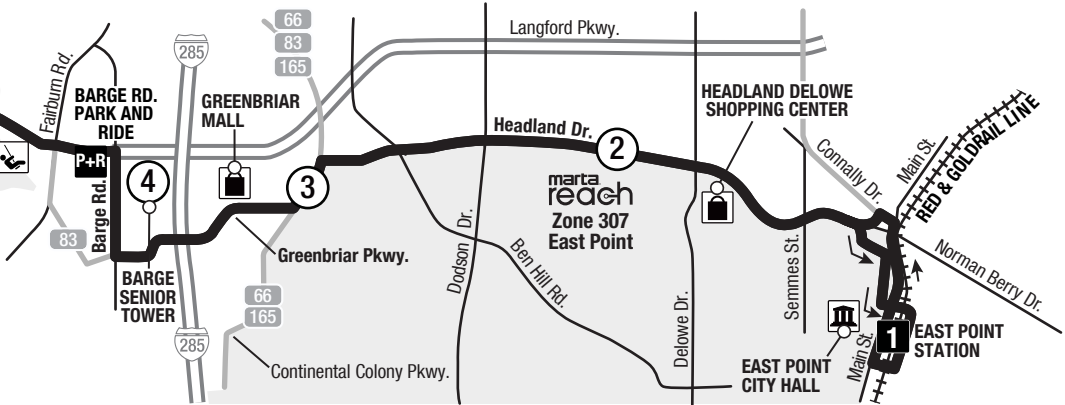 66
83
165
Langford Pkwy.
285
Fairburn Rd.
BARGE RD.
PARK AND
RIDE
GREENBRIAR
MALL
HEADLAND DELOWE
SHOPPING CENTER
Main St.
RED & GOLDRAIL LINE
Headland Dr.
2
Connally Dr.
P+R
4
3
marta
reach
Zone 307
East Point
Barge Rd.
83
Greenbriar Pkwy.
Dodson Dr.
Ben Hill Rd.
Delowe Dr.
Semmes St.
Norman Berry Dr.
BARGE
SENIOR
TOWER
66
165
285
Continental Colony Pkwy.
EAST POINT
CITY HALL
Main St.
1
EAST POINT
STATION